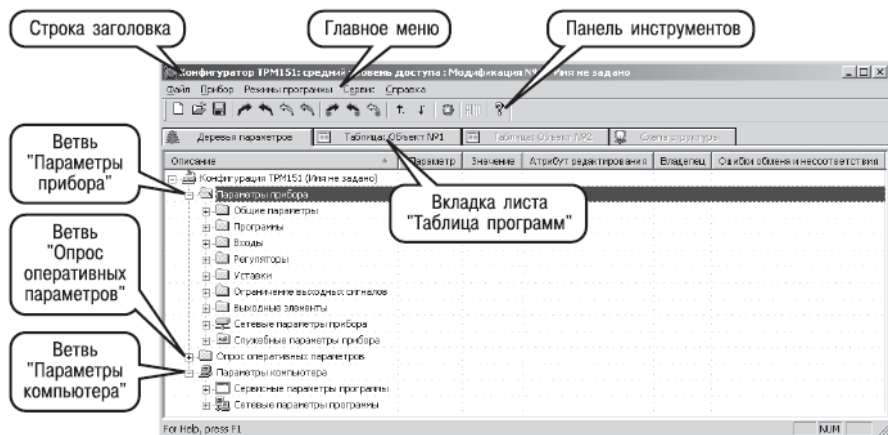 Строка заголовка
Главное меню
Панель инструментов
Конфигуратор ТРМ151: средний уровень доступа : Модификация Имя не задано
Файл Прибор Режимы программы Сервис Справка
Деревья параметров
Таблица: Объект №1
Таблица: Объект №2
Схема структуры
Описание
Параметр
Значение
Атрибут редактирования
Владелец
Ошибки обмена и несоответствия
Конфигурация ТРМ151 (Имя не задано)
Ветвь
"Параметры
прибора"
Параметры прибора
Общие параметры
Программы
Входы
Регуляторы
Уставки
Ограничение выходных сигналов
Выходные элементы
Сетевые параметры прибора
Служебные параметры прибора
Вкладка листа
"Таблица программ"
Ветвь
"Опрос
оперативных
параметров"
Опрос оперативных параметров
Ветвь
"Параметры
компьютера"
Параметры компьютера
Сервисные параметры программы
Сетевые параметры программы
For Help, press F1
NUM